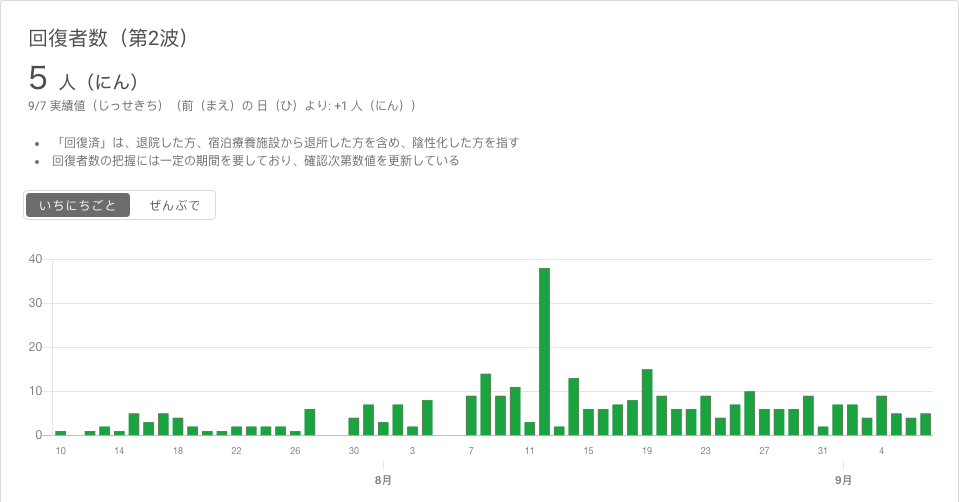 回復者数（第2波）
5 人（にん）
9/7 実績値（じっせきち）（前（まえ）の 日（ひ）より: +1 人（にん））
• 「回復済」は、退院した方、宿泊療養施設から退所した方を含め、陰性化した方を指す
• 回復者数の把握には一定の期間を要しており、確認次第数値を更新している
いちにちごと ぜんぶで
40
30
20
10
0
10 14 18 22 26 30 3 7 11 15 19 23 27 31 4
8月 9月